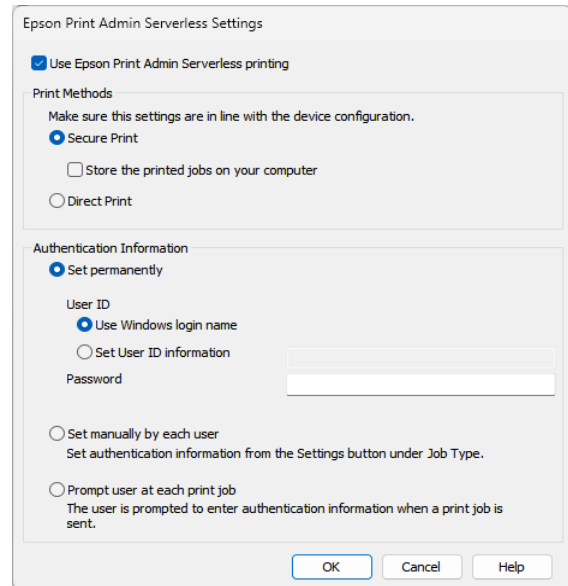 Epson Print Admin Serverless Settings
Use Epson Print Admin Serverless printing
Print Methods
Make sure this settings are in line with the device configuration.
Secure Print
Store the printed jobs on your computer
Direct Print
Authentication Information
Set permanently
User ID
Use Windows login name
Set User ID information
Password
Set manually by each user
Set authentication information from the Settings button under Job Type.
Prompt user at each print job
The user is prompted to enter authentication information when a print job is
sent.
OK Cancel Help